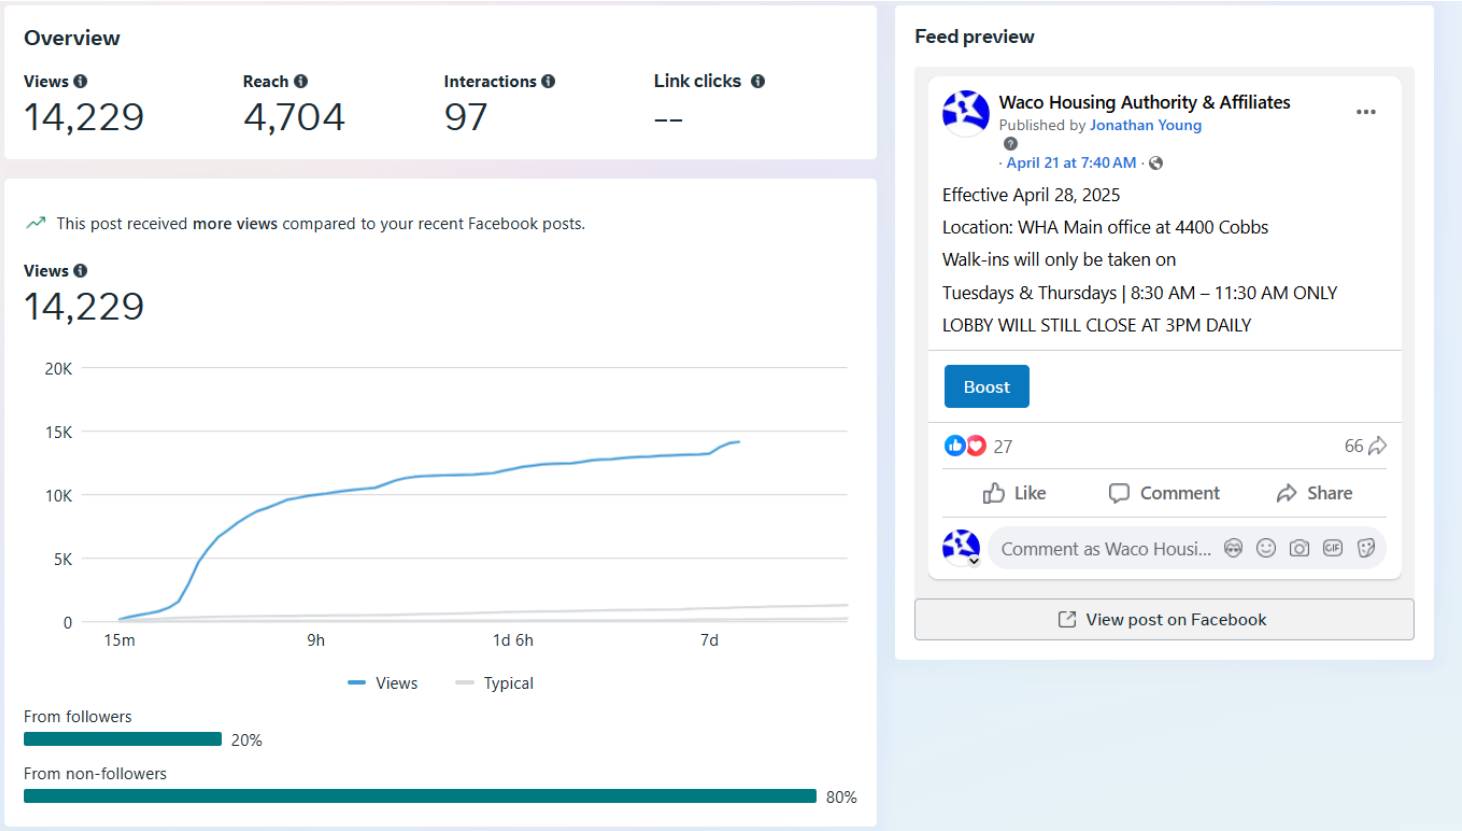 Overview
Views
14,229
Reach
4,704
Interactions
97
Link clicks
--
This post received more views compared to your recent Facebook posts.
Views
14,229
20K
15K
10K
5K
0
15m
9h
1d 6h
7d
Views
Typical
From followers
20%
From non-followers
80%
Feed preview
Waco Housing Authority & Affiliates
Published by Jonathan Young
· April 21 at 7:40 AM ·
Effective April 28, 2025
Location: WHA Main office at 4400 Cobbs
Walk-ins will only be taken on
Tuesdays & Thursdays | 8:30 AM – 11:30 AM ONLY
LOBBY WILL STILL CLOSE AT 3PM DAILY
Boost
27
66
Like
Comment
Share
Comment as Waco Housi...
GIF
View post on Facebook